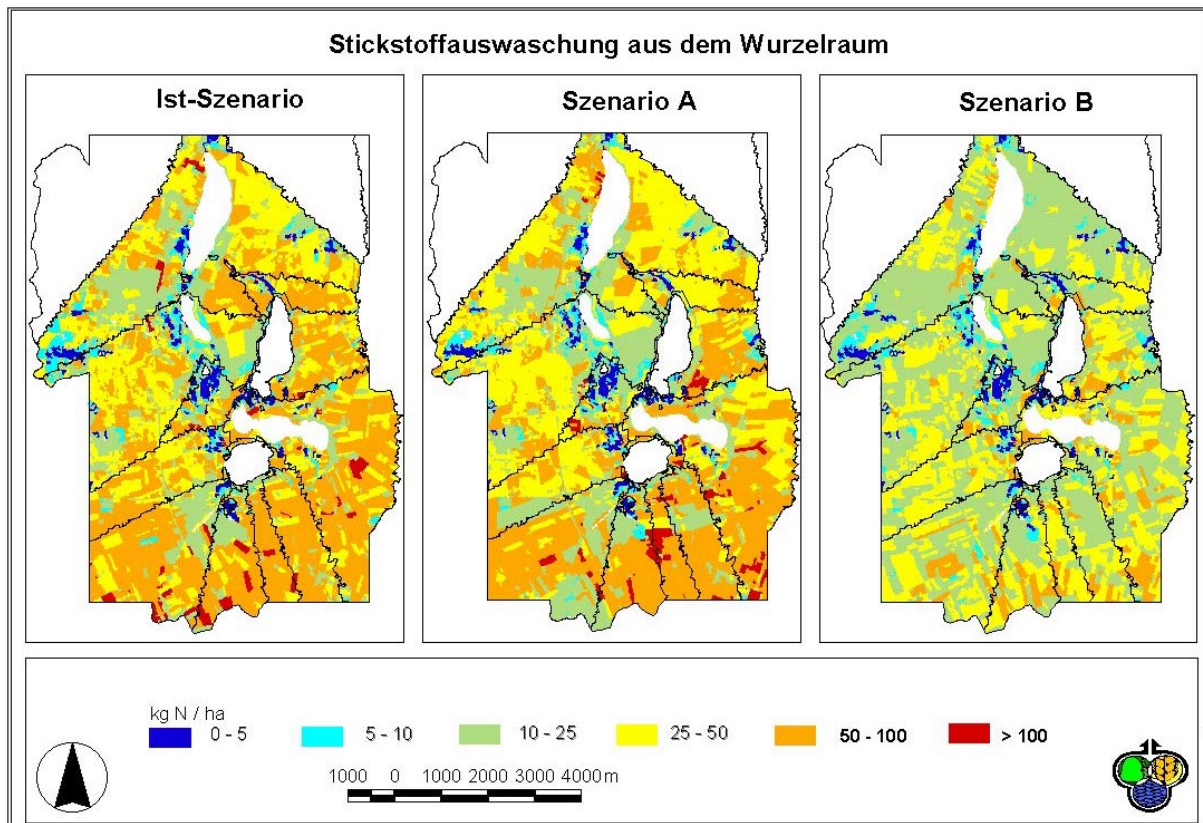 Stickstoffauswaschung aus dem Wurzelraum
Ist-Szenario
Szenario A
Szenario B
kg N / ha
0 - 5
5 - 10
10 - 25
25 - 50
50 - 100
> 100
1000 0 1000 2000 3000 4000 m